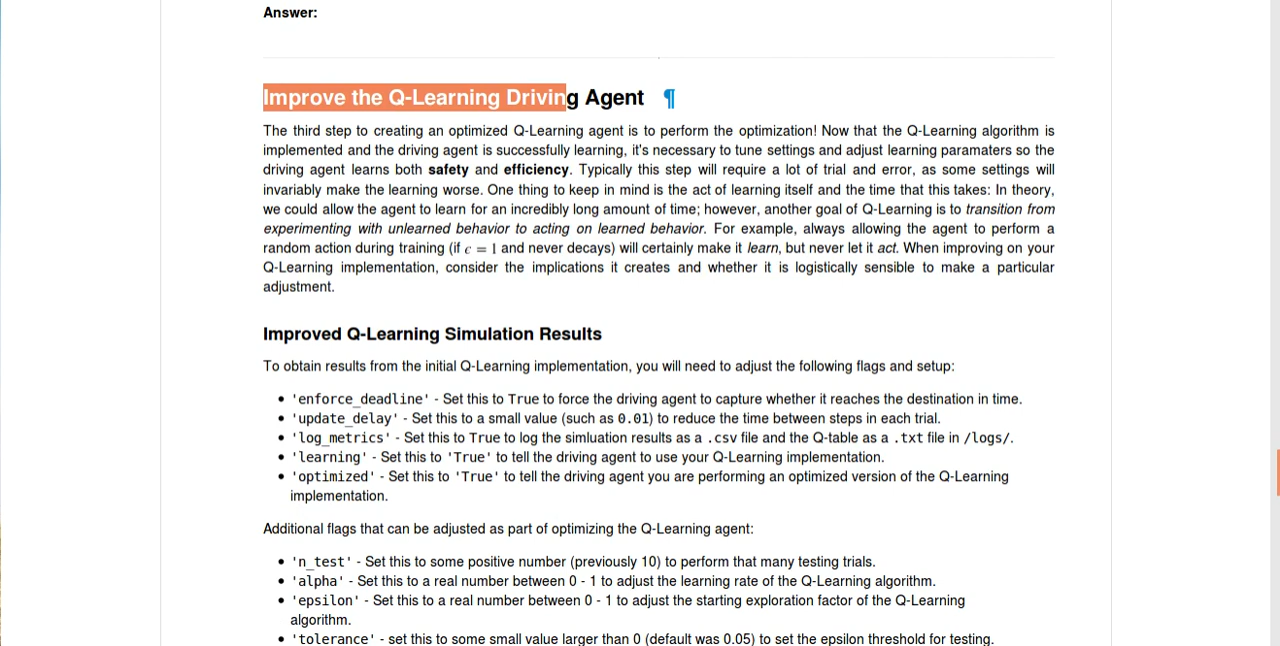 Answer:
Improve the Q-Learning Driving Agent ¶
The third step to creating an optimized Q-Learning agent is to perform the optimization! Now that the Q-Learning algorithm is
implemented and the driving agent is successfully learning, it's necessary to tune settings and adjust learning paramaters so the
driving agent learns both safety and efficiency. Typically this step will require a lot of trial and error, as some settings will
invariably make the learning worse. One thing to keep in mind is the act of learning itself and the time that this takes: In theory,
we could allow the agent to learn for an incredibly long amount of time; however, another goal of Q-Learning is to transition from
experimenting with unlearned behavior to acting on learned behavior. For example, always allowing the agent to perform a
random action during training (if ϵ = 1 and never decays) will certainly make it learn, but never let it act. When improving on your
Q-Learning implementation, consider the implications it creates and whether it is logistically sensible to make a particular
adjustment.
Improved Q-Learning Simulation Results
To obtain results from the initial Q-Learning implementation, you will need to adjust the following flags and setup:
• 'enforce_deadline' - Set this to True to force the driving agent to capture whether it reaches the destination in time.
• 'update_delay' - Set this to a small value (such as 0.01) to reduce the time between steps in each trial.
• 'log_metrics' - Set this to True to log the simluation results as a .csv file and the Q-table as a .txt file in /logs/.
• 'learning' - Set this to 'True' to tell the driving agent to use your Q-Learning implementation.
• 'optimized' - Set this to 'True' to tell the driving agent you are performing an optimized version of the Q-Learning
implementation.
Additional flags that can be adjusted as part of optimizing the Q-Learning agent:
• 'n_test' - Set this to some positive number (previously 10) to perform that many testing trials.
• 'alpha' - Set this to a real number between 0 - 1 to adjust the learning rate of the Q-Learning algorithm.
• 'epsilon' - Set this to a real number between 0 - 1 to adjust the starting exploration factor of the Q-Learning
algorithm.
• 'tolerance' - set this to some small value larger than 0 (default was 0.05) to set the epsilon threshold for testing.